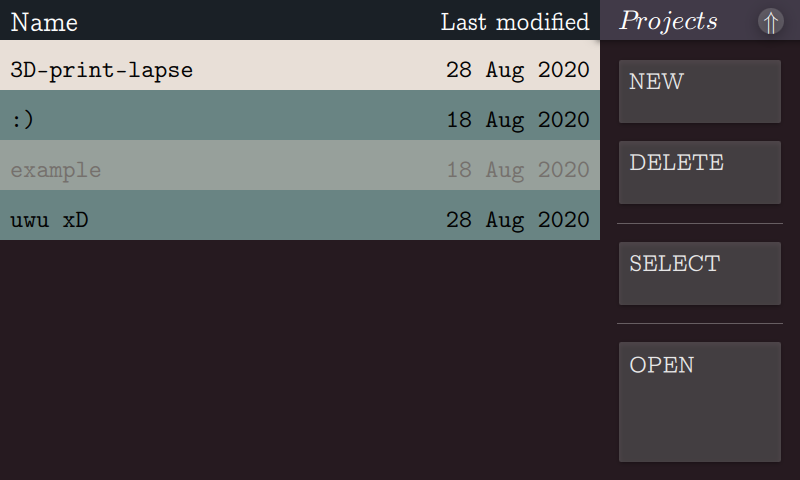 Name Last modified
3D-print-lapse 28 Aug 2020
:) 18 Aug 2020
example 18 Aug 2020
uwu xD 28 Aug 2020
Projects ⇑
NEW
DELETE
SELECT
OPEN